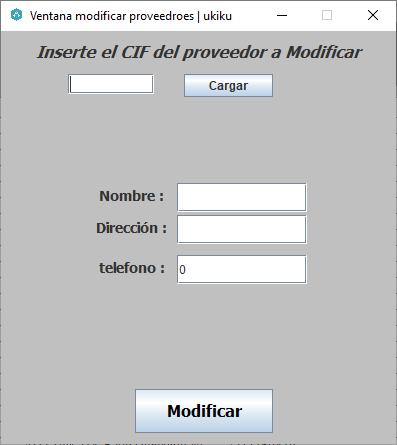 Ventana modificar proveedroes | ukiku
Inserte el CIF del proveedor a Modificar
Cargar
Nombre :
Dirección :
telefono : 0
Modificar